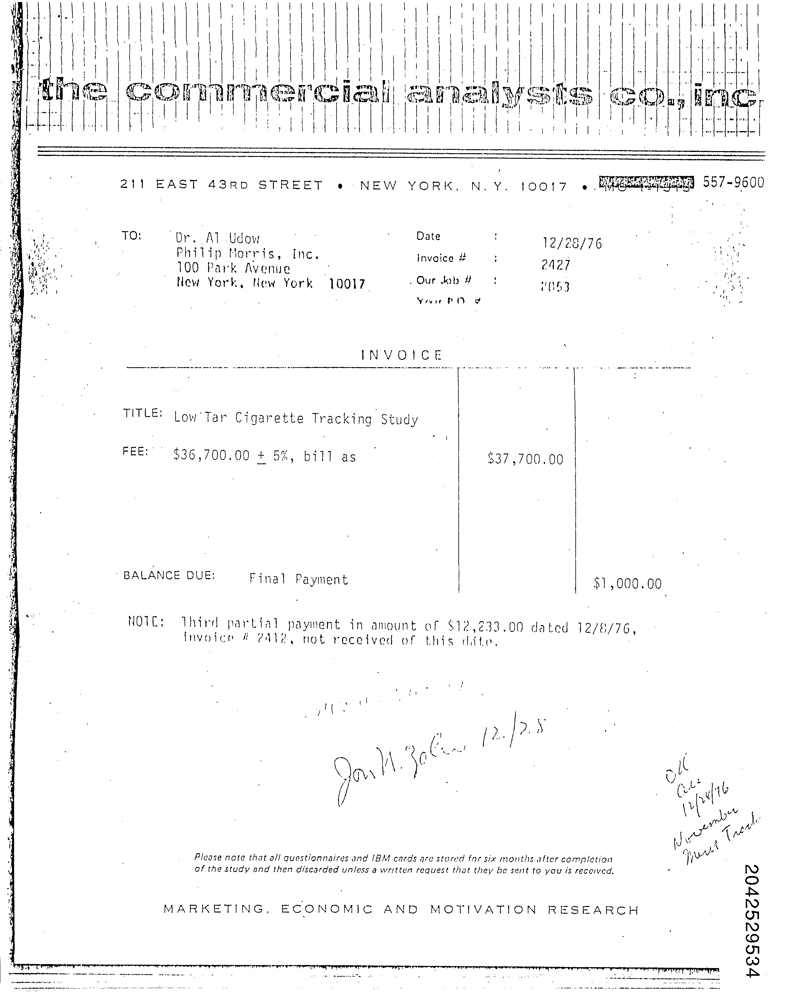 the commercial analysts co., inc.
211 EAST 43RD STREET • NEW YORK, N. Y. 10017 • 557-9600
TO: Dr. Al Udow
Philip Morris, Inc.
100 Park Avenue
New York, New York 10017
Date : 12/28/76
Invoice # : 2427
Our Job # : 2053
Your P.O. #
INVOICE
TITLE: Low Tar Cigarette Tracking Study
FEE: $36,700.00 ± 5%, bill as $37,700.00
BALANCE DUE: Final Payment $1,000.00
NOTE: Third partial payment in amount of $12,233.00 dated 12/8/76,
Invoice # 2412, not received of this date.
12/28
OK
12/28/76
November
Merit Track.
Please note that all questionnaires and IBM cards are stored for six months after completion
of the study and then discarded unless a written request that they be sent to you is received.
MARKETING, ECONOMIC AND MOTIVATION RESEARCH
2042529534